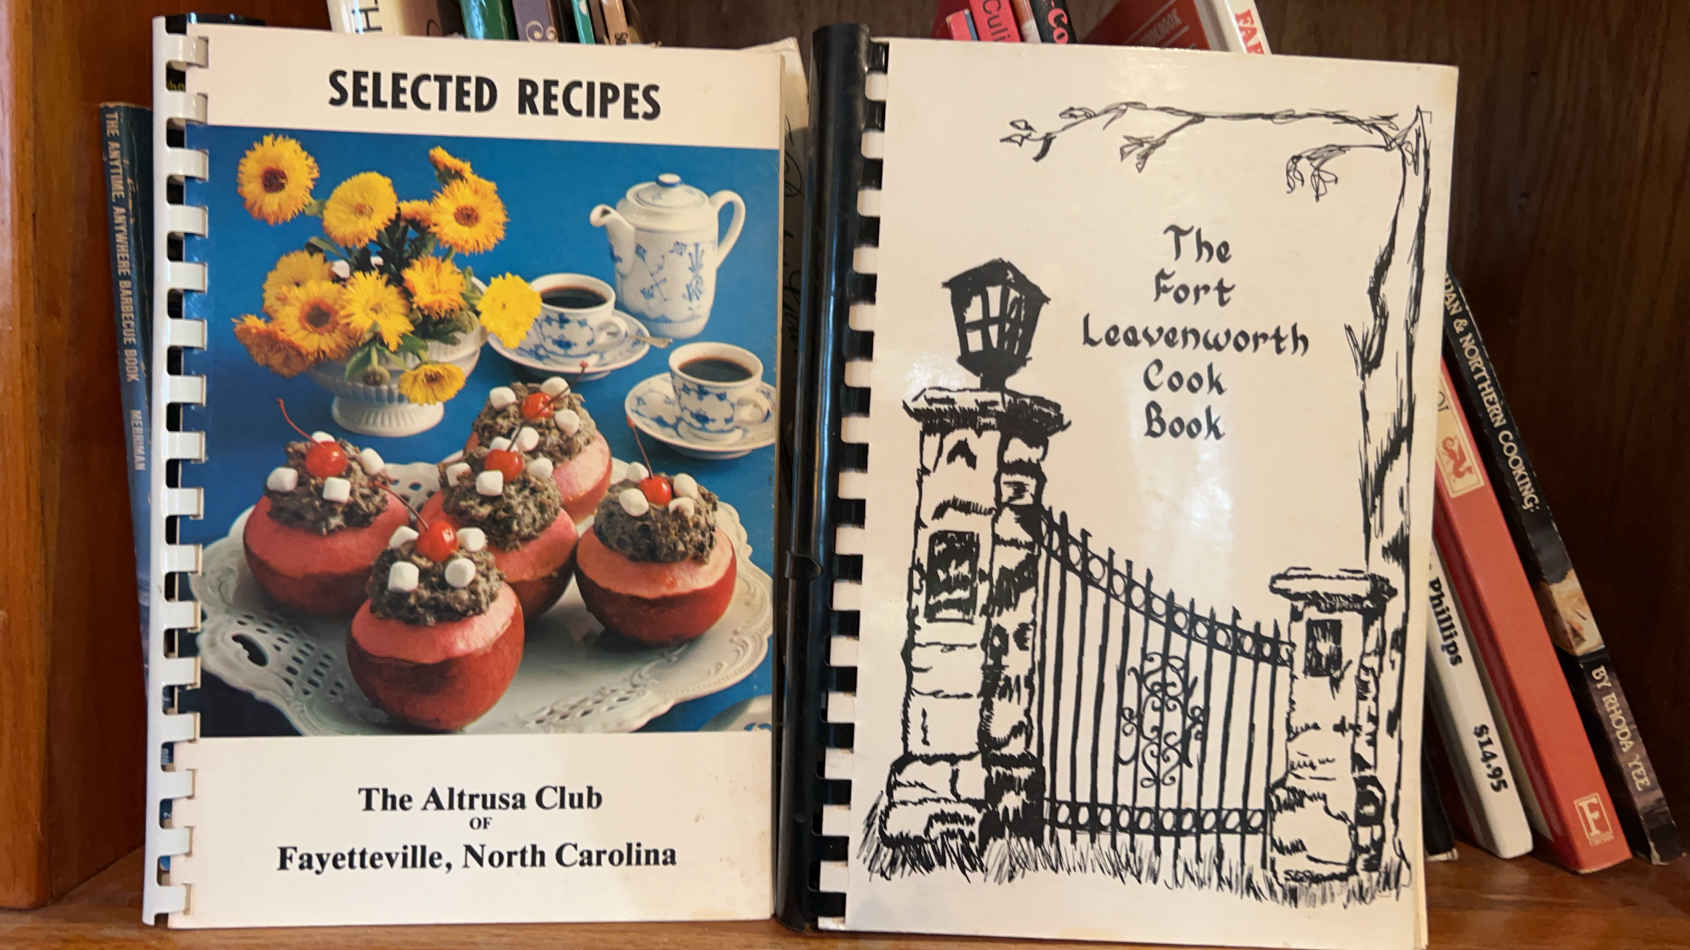 SELECTED RECIPES
The Altrusa Club
OF
Fayetteville, North Carolina
The
Fort
Leavenworth
Cook
Book
THE ANYTIME, ANYWHERE BARBECUE BOOK MERRIMAN
& NORTHERN COOKING:
BY RHODA YEE
Phillips
$14.95
F